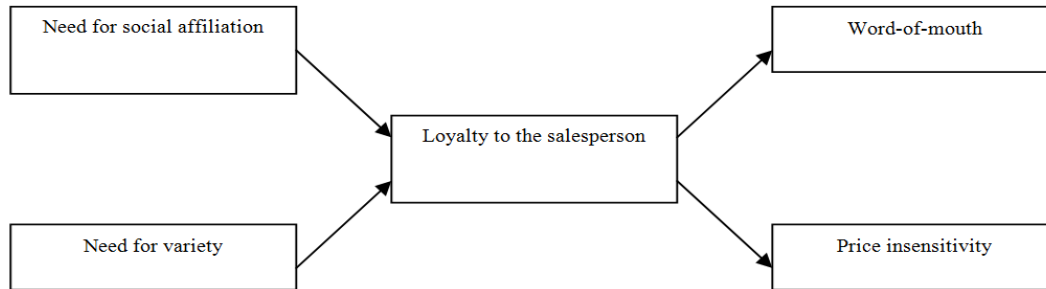 Need for social affiliation
Word-of-mouth
Loyalty to the salesperson
Need for variety
Price insensitivity